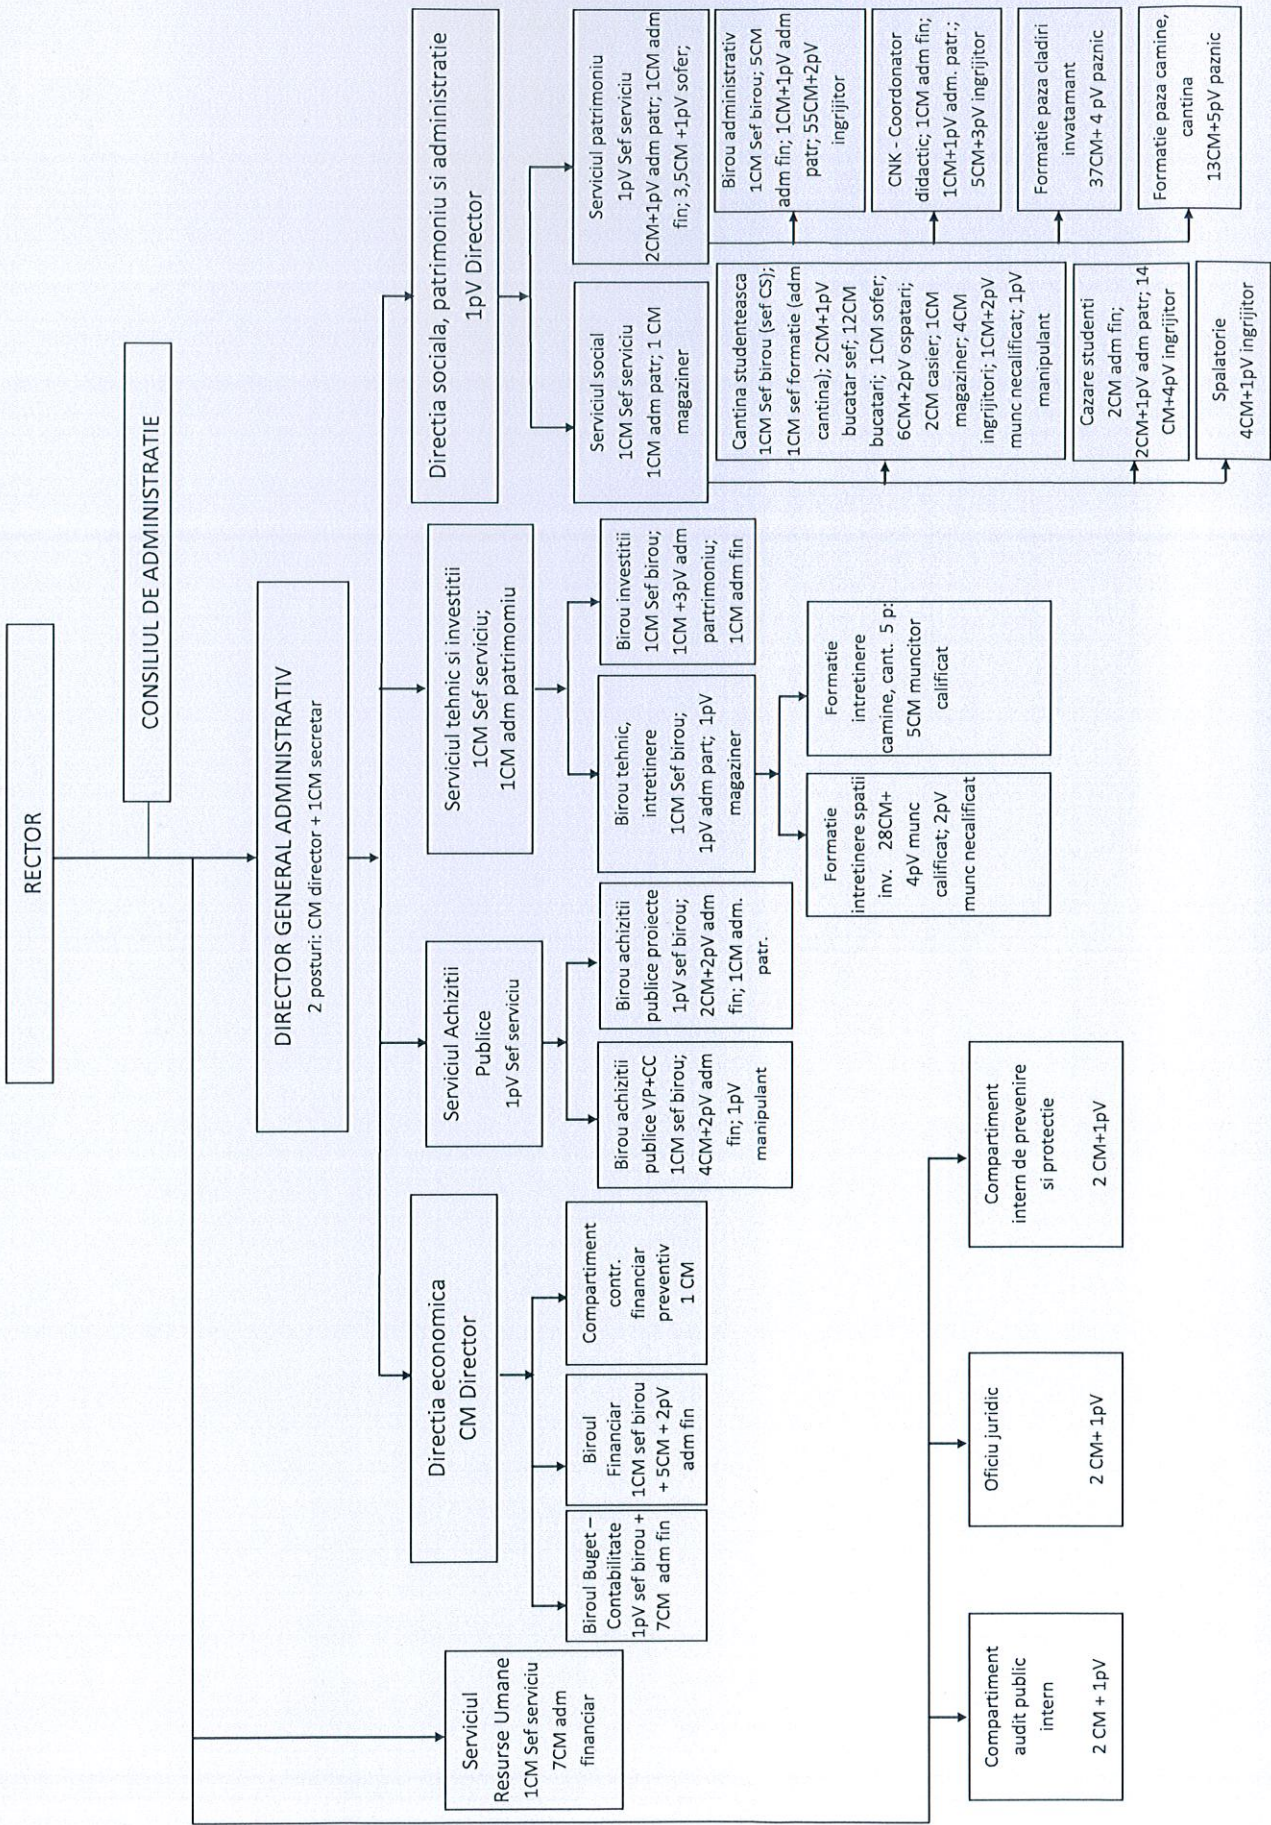 RECTOR
CONSILIUL DE ADMINISTRATIE
DIRECTOR GENERAL ADMINISTRATIV
2 posturi: CM director + 1CM secretar
Serviciul
Resurse Umane
1CM Sef serviciu
7CM adm
financiar
Directia economica
CM Director
Serviciul Achizitii
Publice
1pV Sef serviciu
Serviciul tehnic si investitii
1CM Sef serviciu;
1CM adm patrimomiu
Directia sociala, patrimoniu si administratie
1pV Director
Biroul Buget –
Contabilitate
1pV sef birou +
7CM adm fin
Biroul
Financiar
1CM sef birou
+ 5CM + 2pV
adm fin
Compartiment
contr.
financiar
preventiv
1 CM
Birou achizitii
publice VP+CC
1CM sef birou;
4CM+2pV adm
fin; 1pV
manipulant
Birou achizitii
publice proiecte
1pV sef birou;
2CM+2pV adm
fin; 1CM adm.
patr.
Birou tehnic,
intretinere
1CM Sef birou;
1pV adm part; 1pV
magaziner
Birou investitii
1CM Sef birou;
1CM +3pV adm
partrimoniu;
1CM adm fin
Formatie
intretinere spatii
inv. 28CM+
4pV munc
calificat; 2pV
munc necalificat
Formatie
intretinere
camine, cant. 5 p:
5CM muncitor
calificat
Serviciul social
1CM Sef serviciu
1CM adm patr; 1 CM
magaziner
Serviciul patrimoniu
1pV Sef serviciu
2CM+1pV adm patr; 1CM adm
fin; 3,5CM +1pV sofer;
Cantina studenteasca
1CM Sef birou (sef CS);
1CM sef formatie (adm
cantina); 2CM+1pV
bucatar sef; 12CM
bucatari; 1CM sofer;
6CM+2pV ospatari;
2CM casier; 1CM
magaziner; 4CM
ingrijitori; 1CM+2pV
munc necalificat; 1pV
manipulant
Cazare studenti
2CM adm fin;
2CM+1pV adm patr; 14
CM+4pV ingrijitor
Spalatorie
4CM+1pV ingrijitor
Birou administrativ
1CM Sef birou; 5CM
adm fin; 1CM+1pV adm
patr; 55CM+2pV
ingrijitor
CNK - Coordonator
didactic; 1CM adm fin;
1CM+1pV adm. patr.;
5CM+3pV ingrijitor
Formatie paza cladiri
invatamant
37CM+ 4 pV paznic
Formatie paza camine,
cantina
13CM+5pV paznic
Compartiment
audit public
intern
2 CM + 1pV
Oficiu juridic
2 CM+ 1pV
Compartiment
intern de prevenire
si protectie
2 CM+1pV